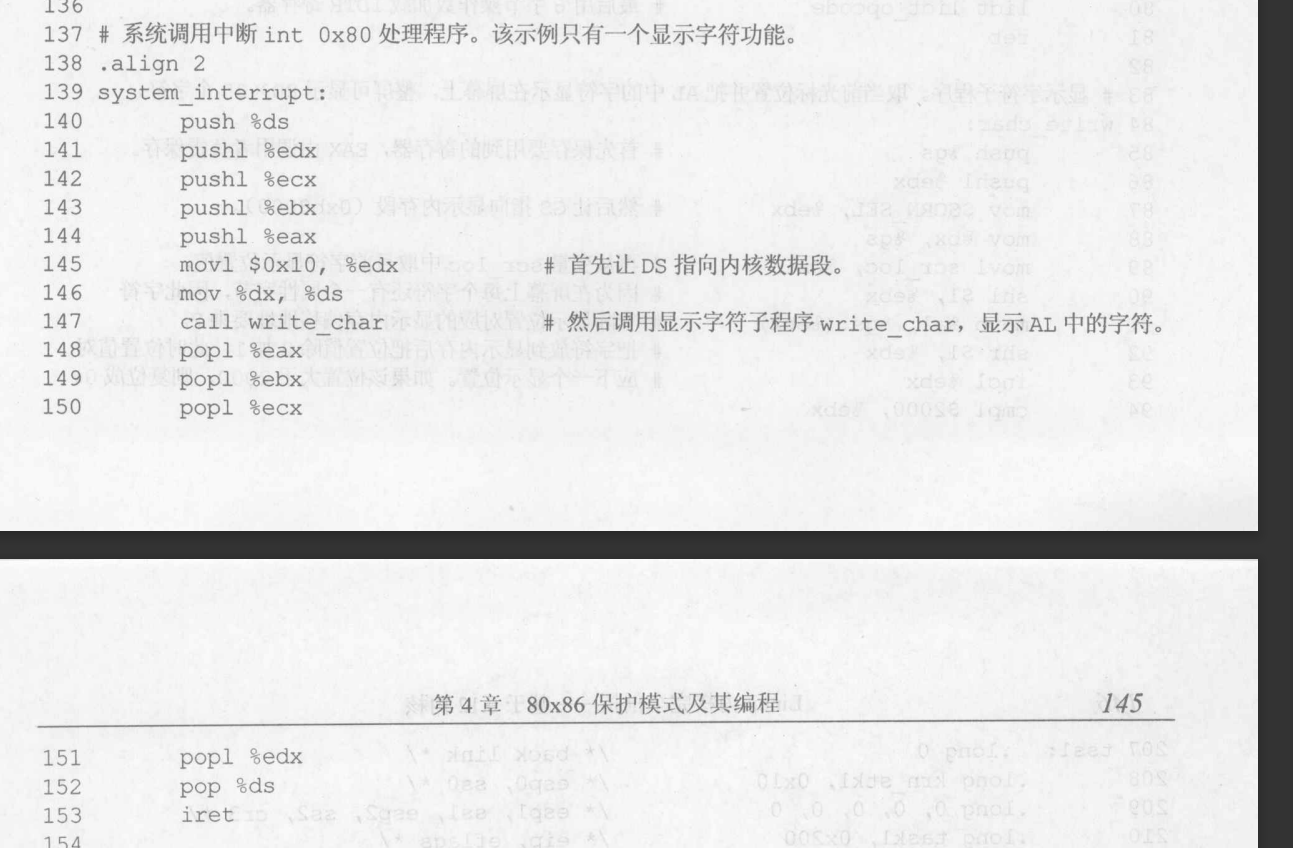 136
137 # 系统调用中断 int 0x80 处理程序。该示例只有一个显示字符功能。
138 .align 2
139 system_interrupt:
140 push %ds
141 pushl %edx
142 pushl %ecx
143 pushl %ebx
144 pushl %eax
145 movl $0x10, %edx # 首先让 DS 指向内核数据段。
146 mov %dx, %ds
147 call write_char # 然后调用显示字符子程序 write_char，显示 AL 中的字符。
148 popl %eax
149 popl %ebx
150 popl %ecx
第 4 章 80x86 保护模式及其编程 145
151 popl %edx
152 pop %ds
153 iret
154